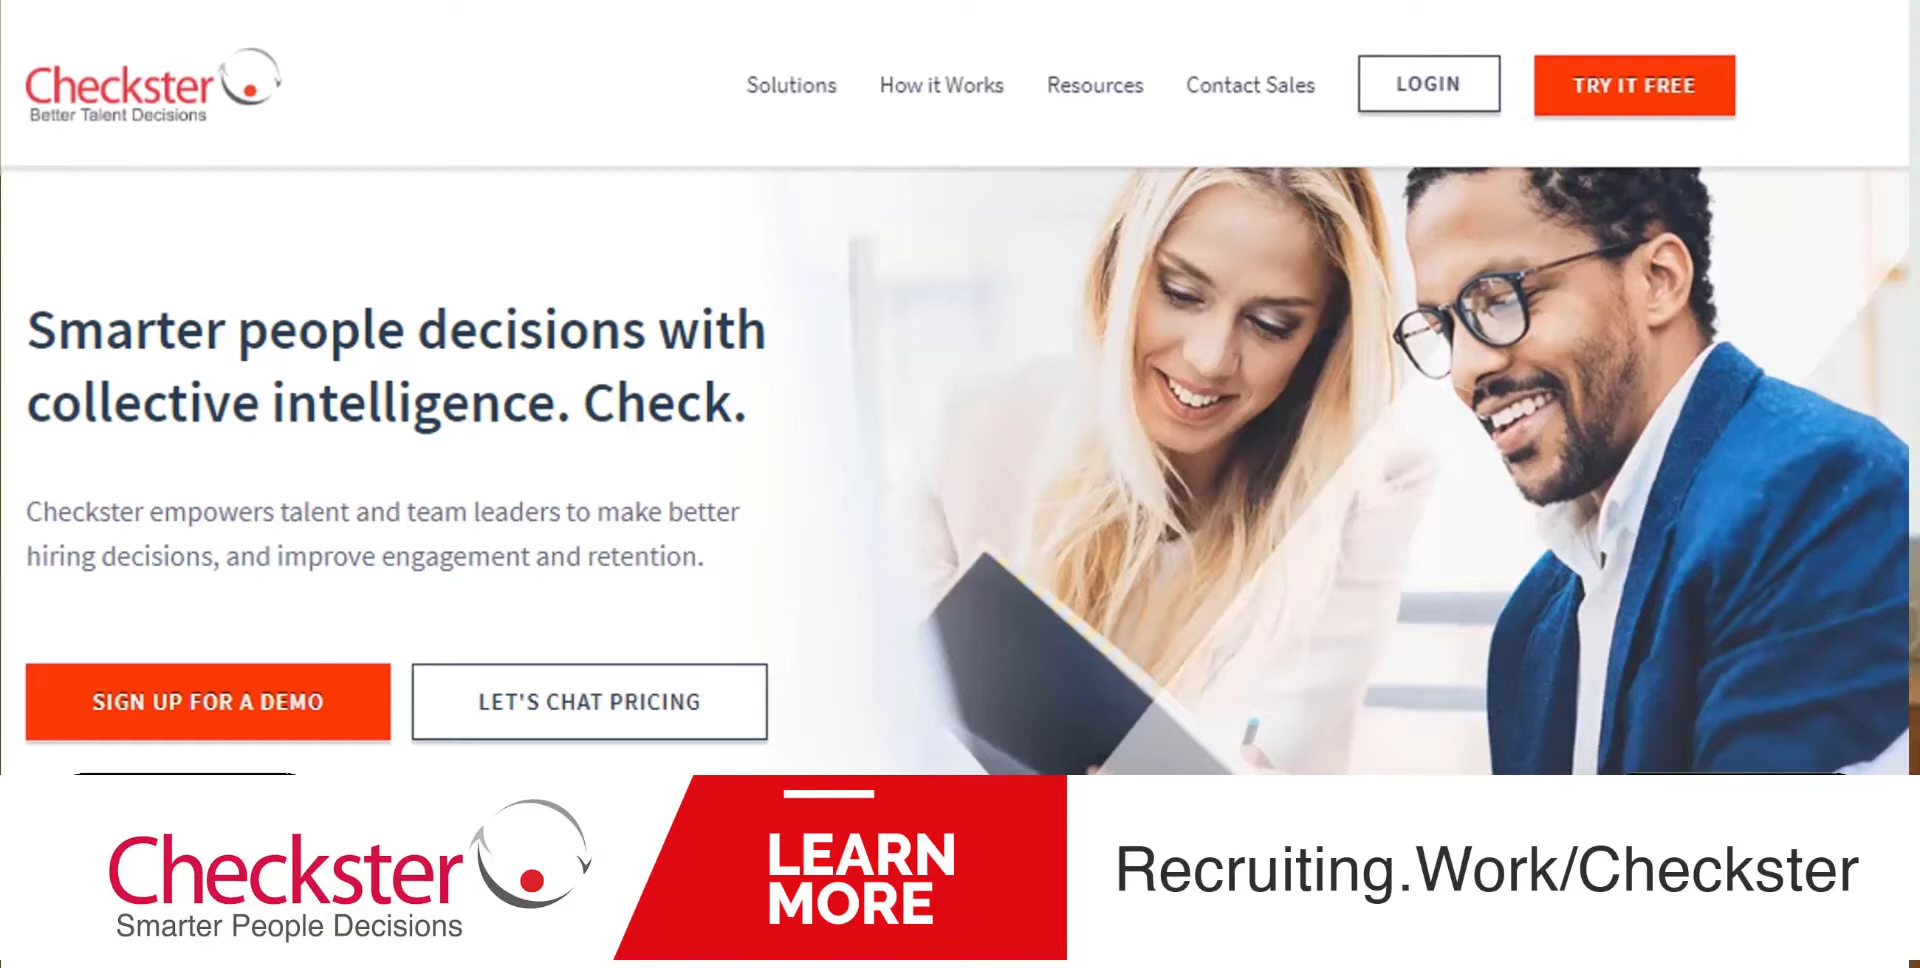 Checkster
Better Talent Decisions
Solutions
How it Works
Resources
Contact Sales
LOGIN
TRY IT FREE
Smarter people decisions with
collective intelligence. Check.
Checkster empowers talent and team leaders to make better
hiring decisions, and improve engagement and retention.
SIGN UP FOR A DEMO
LET'S CHAT PRICING
Checkster
Smarter People Decisions
LEARN
MORE
Recruiting.Work/Checkster